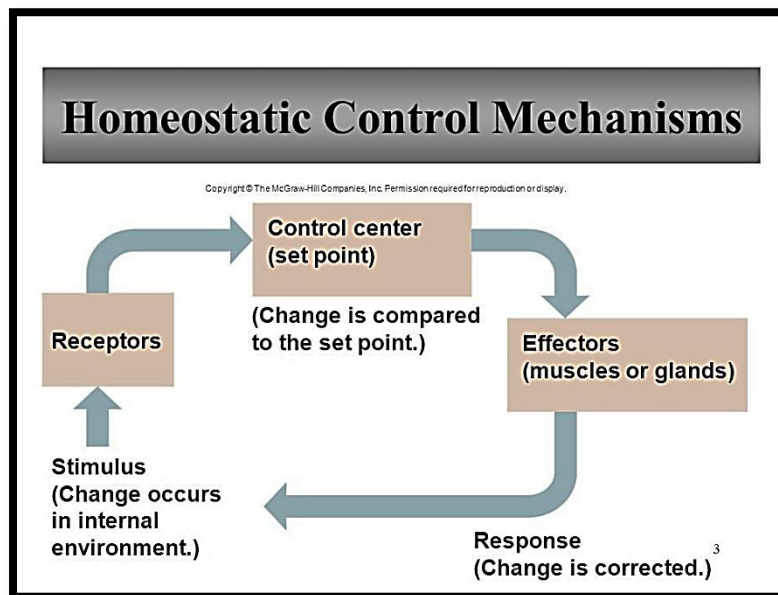 Homeostatic Control Mechanisms
Copyright © The McGraw-Hill Companies, Inc. Permission required for reproduction or display.
Control center
(set point)
(Change is compared
to the set point.)
Receptors
Effectors
(muscles or glands)
Stimulus
(Change occurs
in internal
environment.)
Response
(Change is corrected.)
3